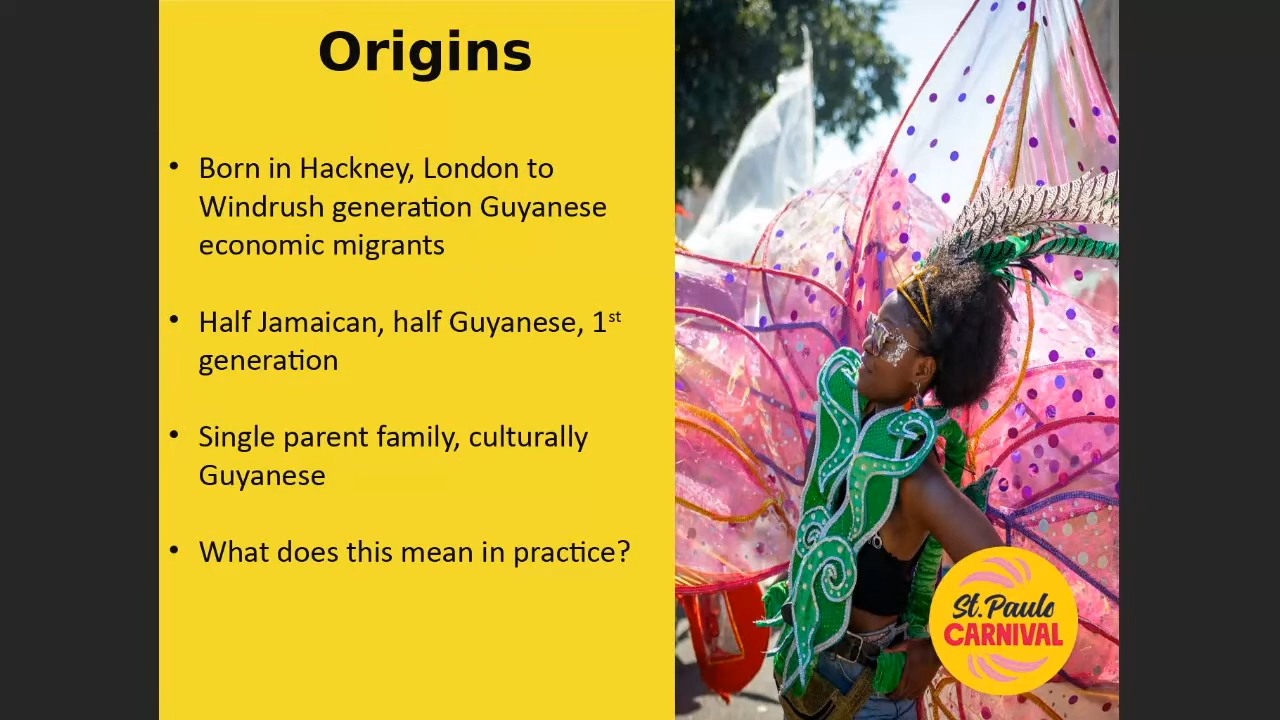 Origins
• Born in Hackney, London to
Windrush generation Guyanese
economic migrants
• Half Jamaican, half Guyanese, 1st
generation
• Single parent family, culturally
Guyanese
• What does this mean in practice?
St. Pauls
CARNIVAL